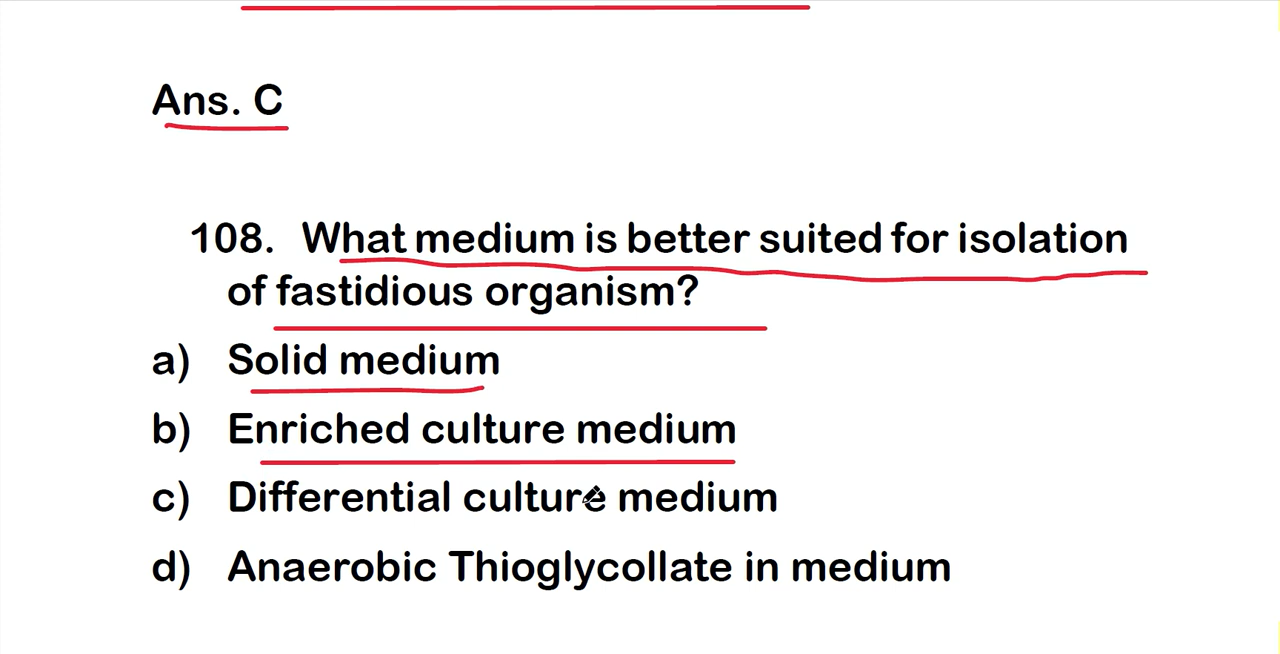 Ans. C
108. What medium is better suited for isolation
of fastidious organism?
a) Solid medium
b) Enriched culture medium
c) Differential culture medium
d) Anaerobic Thioglycollate in medium